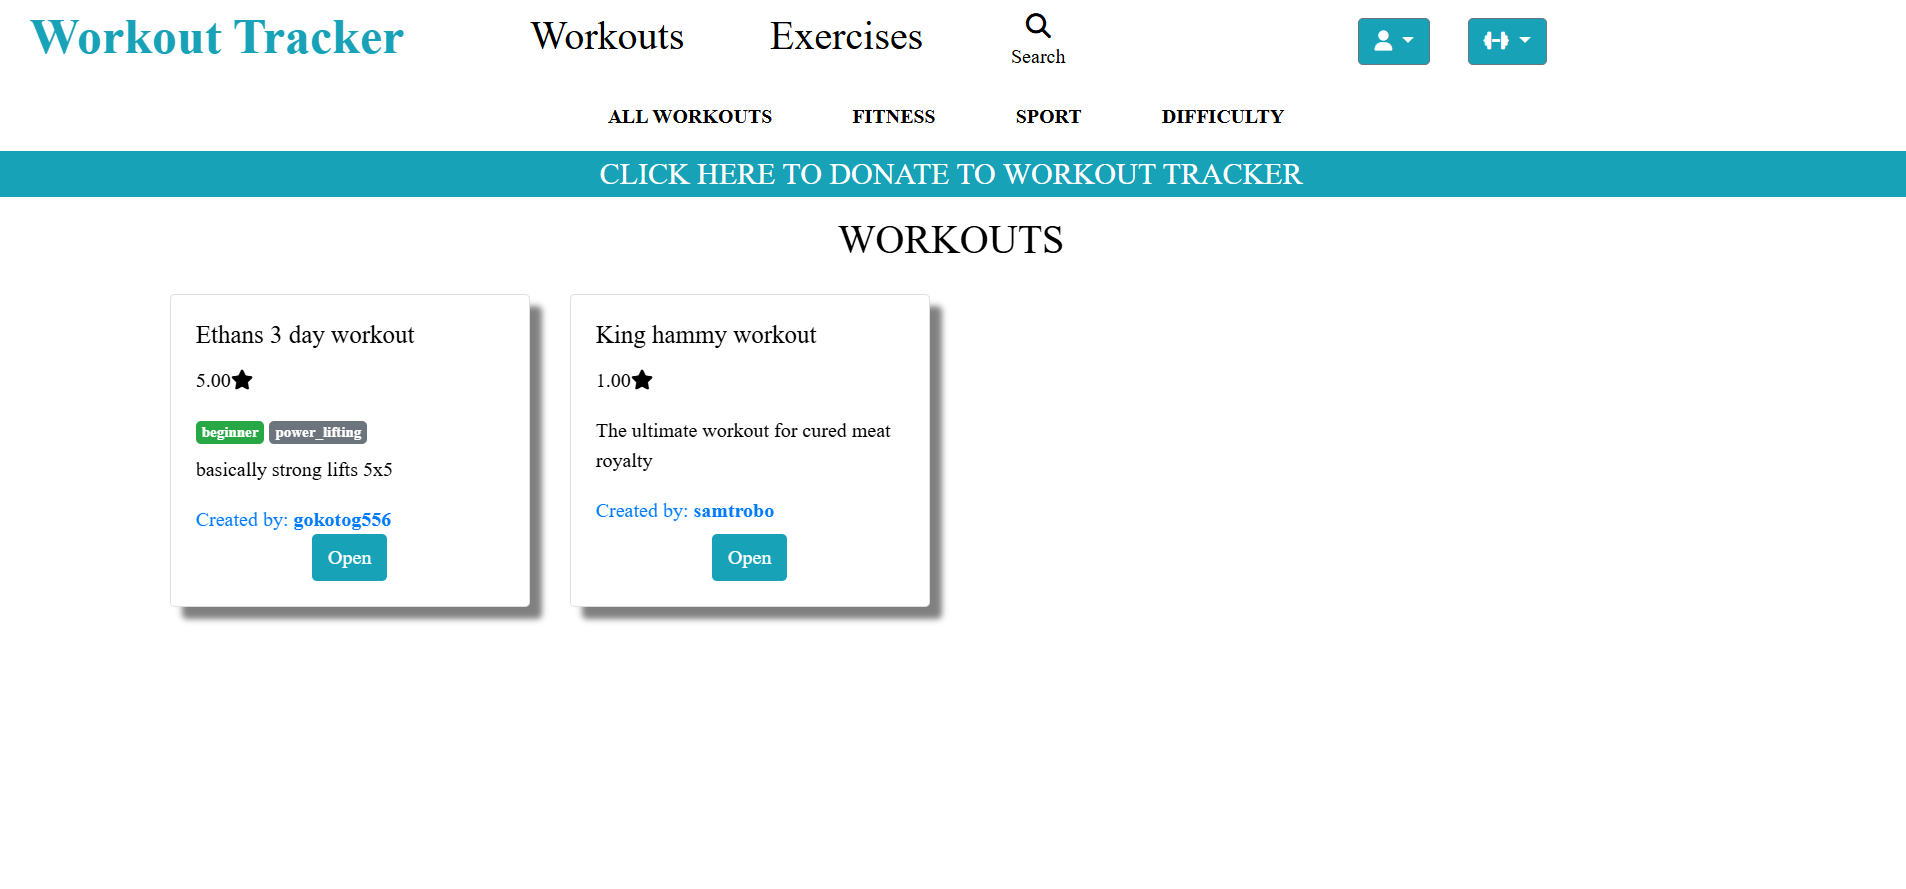 Workout Tracker
Workouts
Exercises
Search
ALL WORKOUTS
FITNESS
SPORT
DIFFICULTY
CLICK HERE TO DONATE TO WORKOUT TRACKER
WORKOUTS
Ethans 3 day workout
5.00
beginner power_lifting
basically strong lifts 5x5
Created by: gokotog556
Open
King hammy workout
1.00
The ultimate workout for cured meat
royalty
Created by: samtrobo
Open